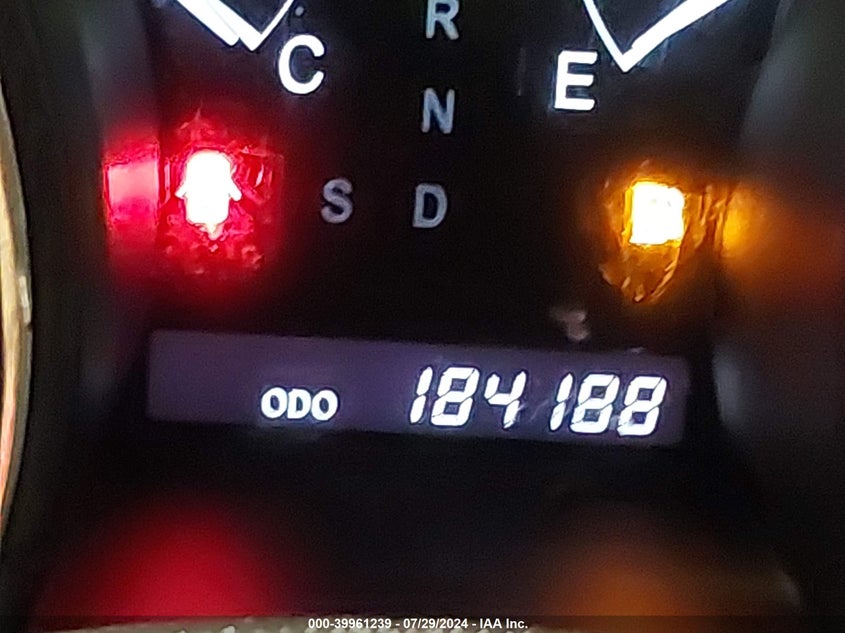 R
C E
N
S D
ODO 184188
000-39961239 - 07/29/2024 - IAA Inc.